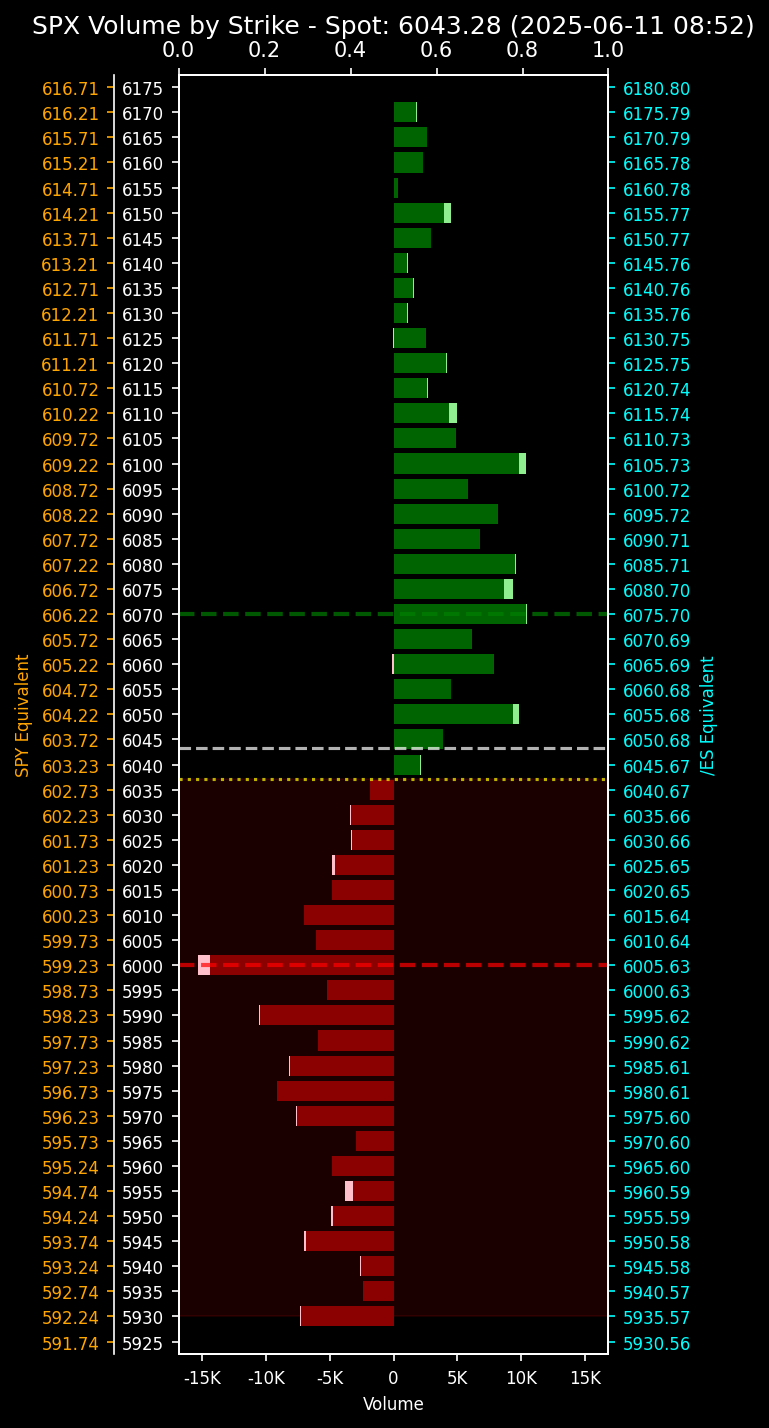 SPX Volume by Strike - Spot: 6043.28 (2025-06-11 08:52)
0.0 0.2 0.4 0.6 0.8 1.0
616.71 6175 6180.80
616.21 6170 6175.79
615.71 6165 6170.79
615.21 6160 6165.78
614.71 6155 6160.78
614.21 6150 6155.77
613.71 6145 6150.77
613.21 6140 6145.76
612.71 6135 6140.76
612.21 6130 6135.76
611.71 6125 6130.75
611.21 6120 6125.75
610.72 6115 6120.74
610.22 6110 6115.74
609.72 6105 6110.73
609.22 6100 6105.73
608.72 6095 6100.72
608.22 6090 6095.72
607.72 6085 6090.71
607.22 6080 6085.71
606.72 6075 6080.70
606.22 6070 6075.70
605.72 6065 6070.69
605.22 6060 6065.69
604.72 6055 6060.68
604.22 6050 6055.68
603.72 6045 6050.68
603.23 6040 6045.67
602.73 6035 6040.67
602.23 6030 6035.66
601.73 6025 6030.66
601.23 6020 6025.65
600.73 6015 6020.65
600.23 6010 6015.64
599.73 6005 6010.64
599.23 6000 6005.63
598.73 5995 6000.63
598.23 5990 5995.62
597.73 5985 5990.62
597.23 5980 5985.61
596.73 5975 5980.61
596.23 5970 5975.60
595.73 5965 5970.60
595.24 5960 5965.60
594.74 5955 5960.59
594.24 5950 5955.59
593.74 5945 5950.58
593.24 5940 5945.58
592.74 5935 5940.57
592.24 5930 5935.57
591.74 5925 5930.56
SPY Equivalent
/ES Equivalent
-15K -10K -5K 0 5K 10K 15K
Volume